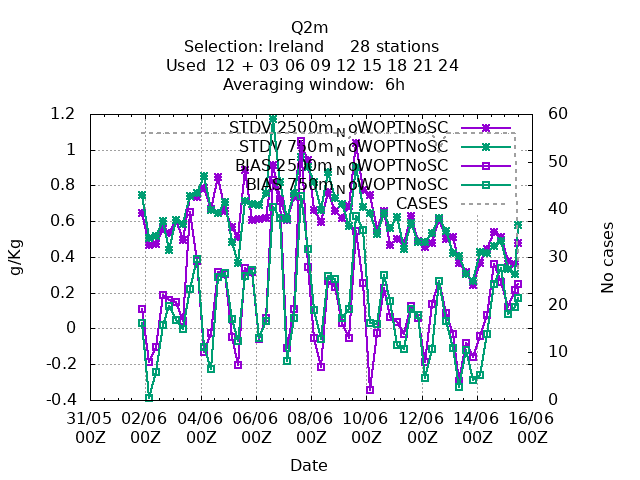 Q2m
Selection: Ireland 28 stations
Used 12 + 03 06 09 12 15 18 21 24
Averaging window: 6h
STDV 2500m_NoWOPTNoSC
STDV 750m_NoWOPTNoSC
BIAS 2500m_NoWOPTNoSC
BIAS 750m_NoWOPTNoSC
CASES
g/Kg
1.2
1
0.8
0.6
0.4
0.2
0
-0.2
-0.4
60
50
40
30
20
10
0
No cases
31/05 02/06 04/06 06/06 08/06 10/06 12/06 14/06 16/06
00Z 00Z 00Z 00Z 00Z 00Z 00Z 00Z 00Z
Date